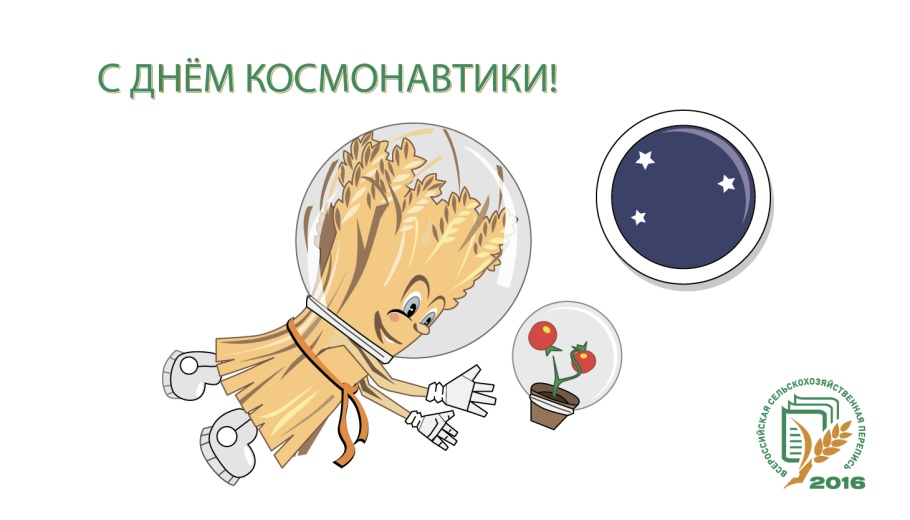 С ДНЁМ КОСМОНАВТИКИ!
ВСЕРОССИЙСКАЯ СЕЛЬСКОХОЗЯЙСТВЕННАЯ ПЕРЕПИСЬ
2016